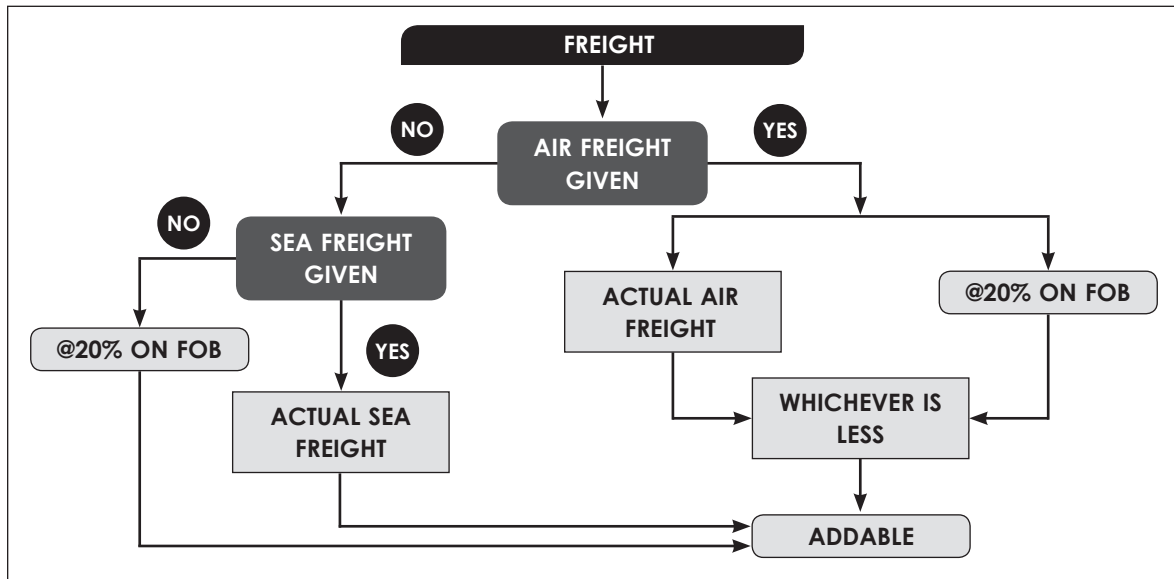 FREIGHT
NO
YES
AIR FREIGHT
GIVEN
NO
SEA FREIGHT
GIVEN
ACTUAL AIR
FREIGHT
@20% ON FOB
@20% ON FOB
YES
ACTUAL SEA
FREIGHT
WHICHEVER IS
LESS
ADDABLE